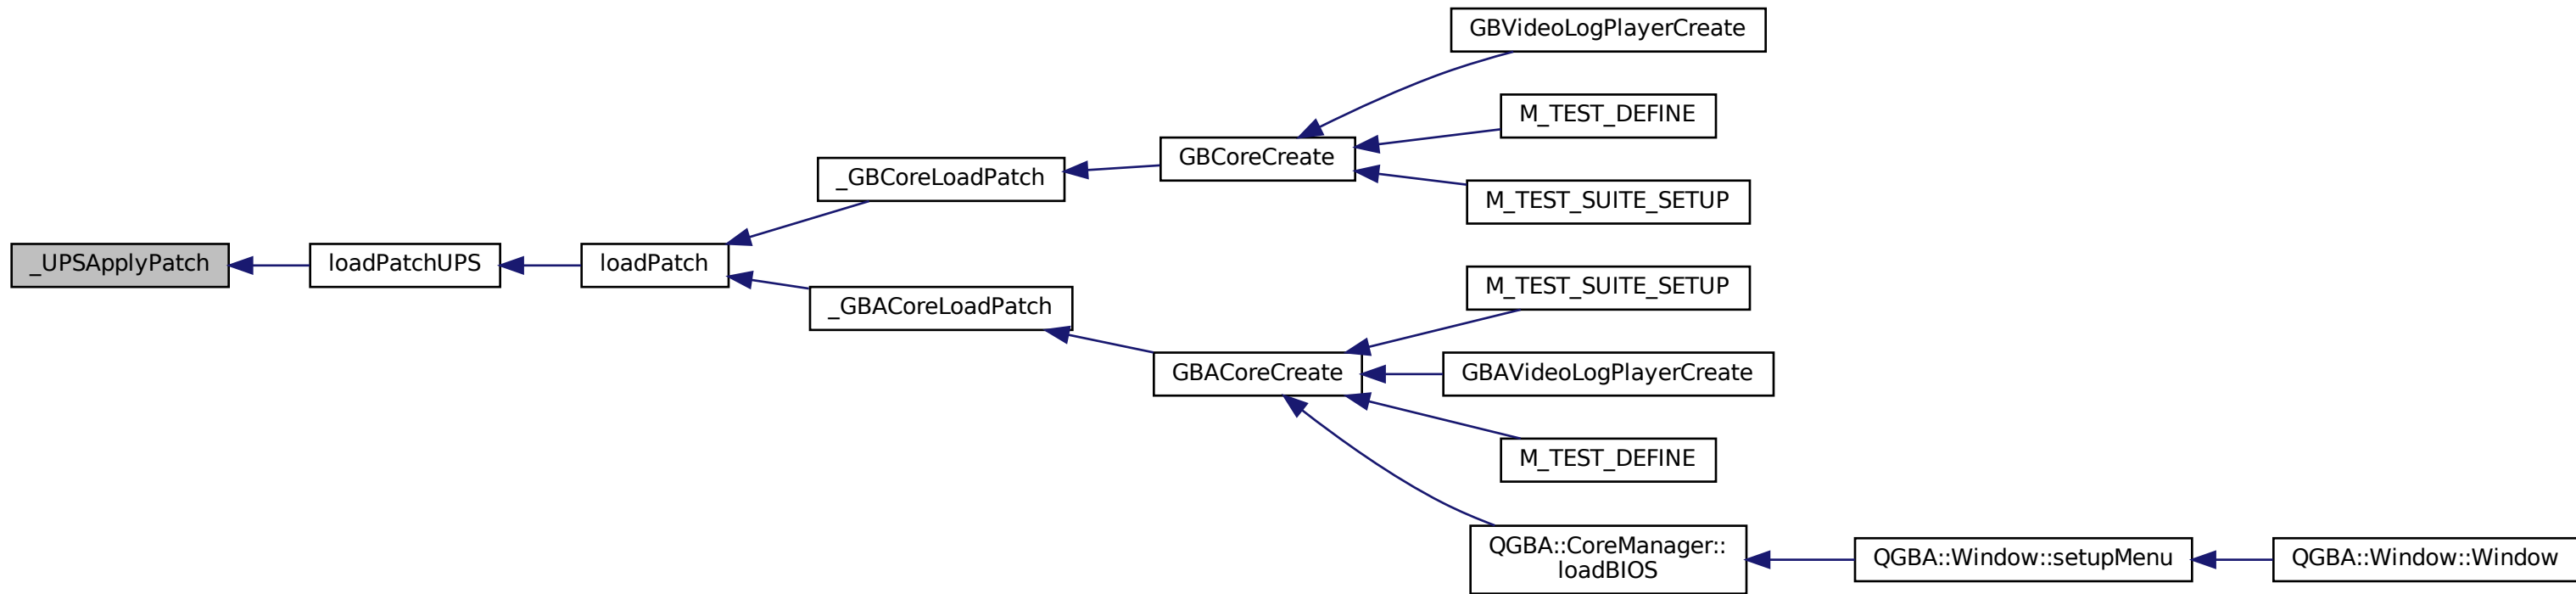 GBVideoLogPlayerCreate
M_TEST_DEFINE
GBCoreCreate
_GBCoreLoadPatch
M_TEST_SUITE_SETUP
_UPSApplyPatch
loadPatchUPS
loadPatch
M_TEST_SUITE_SETUP
_GBACoreLoadPatch
GBACoreCreate
GBAVideoLogPlayerCreate
M_TEST_DEFINE
QGBA::CoreManager::
loadBIOS
QGBA::Window::setupMenu
QGBA::Window::Window